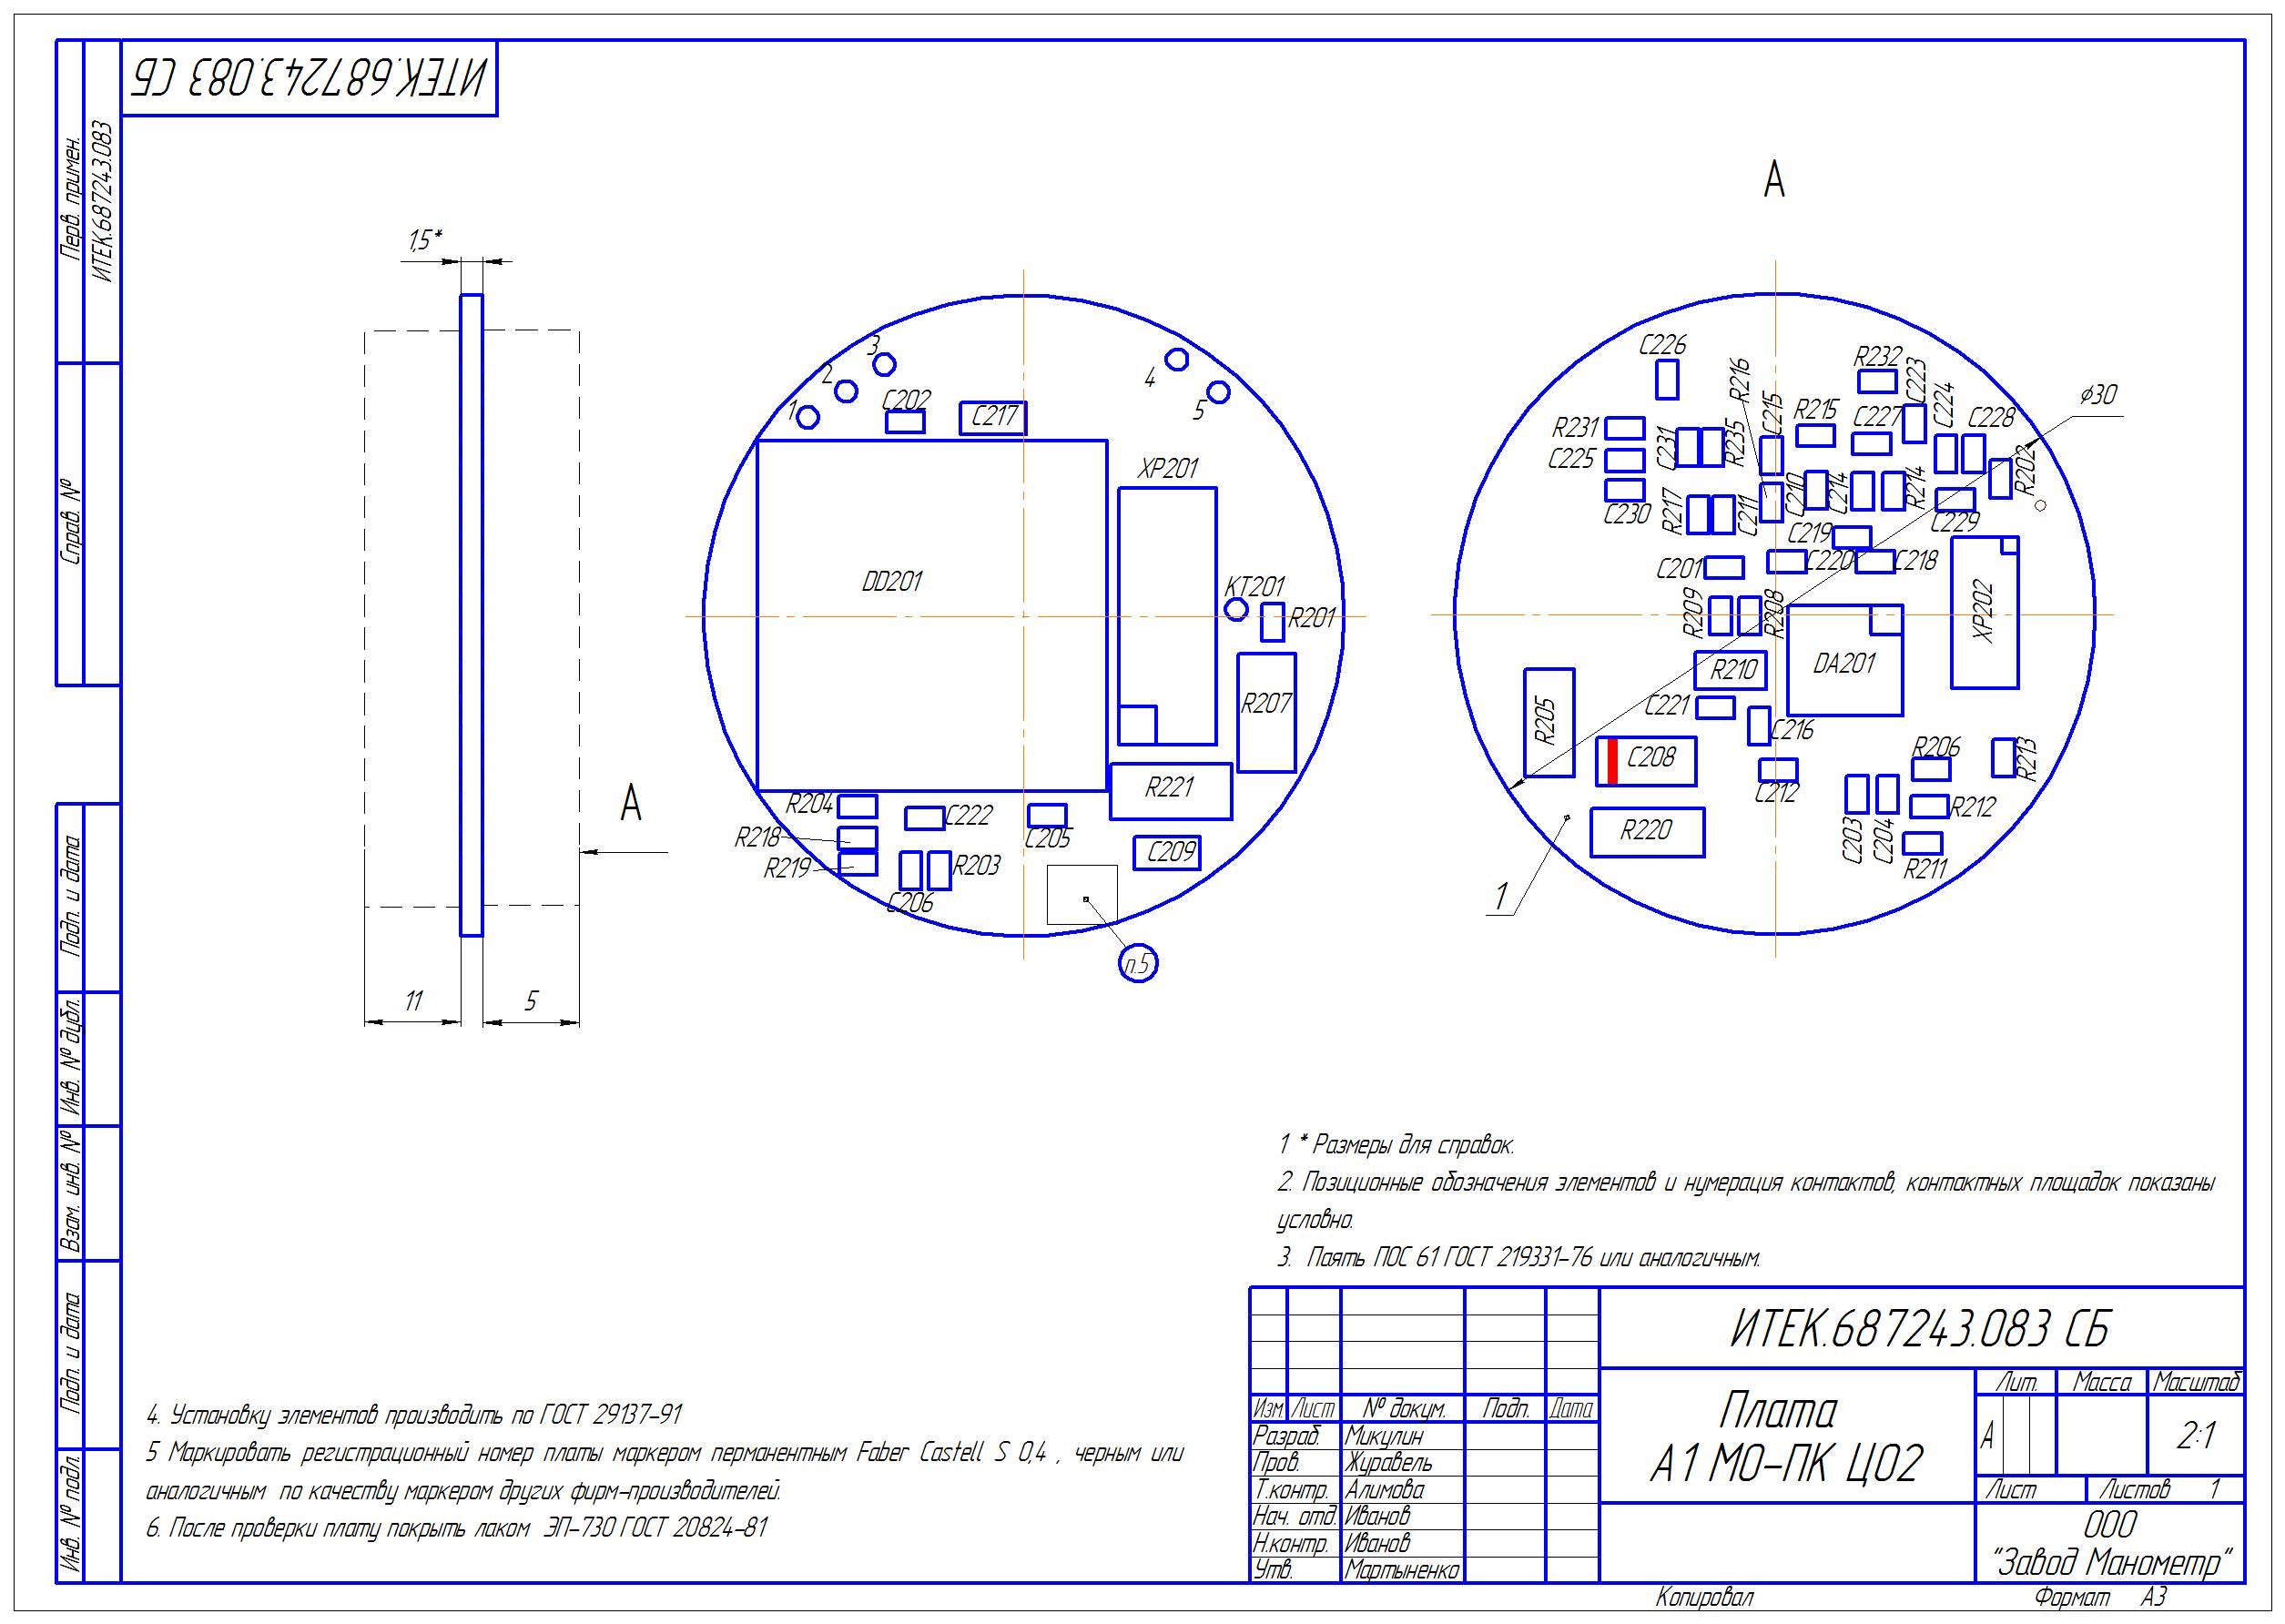 ИТЕК.687243.083 СБ
Перв. примен.
ИТЕК.687243.083
Справ. №
Подп. и дата
Инв. № дубл.
Взам. инв. №
Подп. и дата
Инв. № подл.
1,5*
11
5
А
1
2
3
4
5
C202
C217
XP201
DD201
KT201
R201
R207
R221
R204
C222
C205
R218
R219
R203
C206
C209
п.5
А
C226
R232
R216
C223
C224
⌀30
C215
R215
C227
C228
R231
C231
R235
R202
C225
C230
R217
C211
C210
C214
R214
C229
C219
C201
C220
C218
R209
R208
XP202
R210
DA201
C221
R205
C216
C208
R206
R213
C212
R212
R220
C203
C204
R211
1
1 * Размеры для справок.
2. Позиционные обозначения элементов и нумерация контактов, контактных площадок показаны
условно.
3. Паять ПОС 61 ГОСТ 219331-76 или аналогичным.
4. Установку элементов производить по ГОСТ 29137-91
5 Маркировать регистрационный номер платы маркером перманентным Faber Castell S 0,4 , черным или
аналогичным по качеству маркером других фирм-производителей.
6. После проверки плату покрыть лаком ЭП-730 ГОСТ 20824-81
ИТЕК.687243.083 СБ
Изм. Лист № докум. Подп. Дата
Разраб. Микулин
Пров. Журавель
Т.контр. Алимова
Нач. отд. Иванов
Н.контр. Иванов
Утв. Мартыненко
Плата
А1 МО-ПК Ц02
Лит. Масса Масштаб
А 2:1
Лист Листов 1
ООО
"Завод Манометр"
Копировал Формат А3